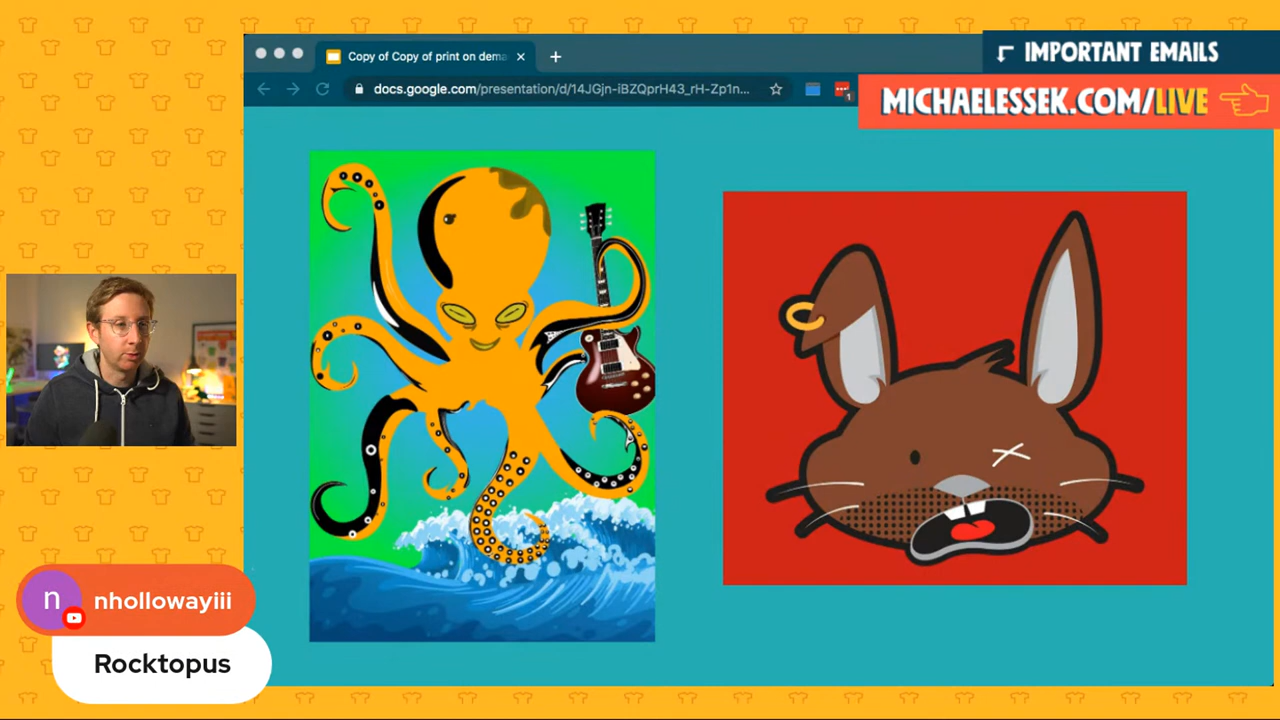 Copy of Copy of print on dema
IMPORTANT EMAILS
docs.google.com/presentation/d/14JGjn-iBZQprH43_rH-Zp1n...
1
MICHAELESSEK.COM/LIVE
n
nhollowayiii
Rocktopus